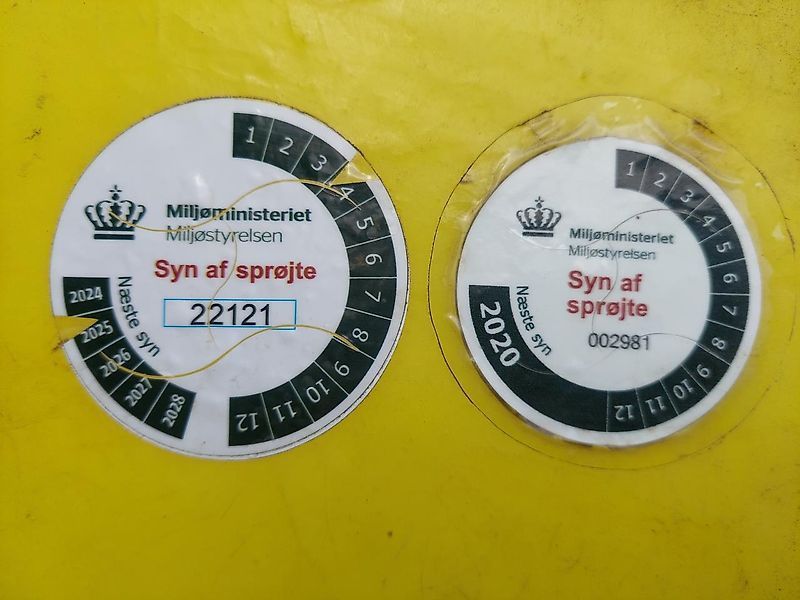 1 2 3 4 5 6 7 8 9 10 11 12
Miljøministeriet
Miljøstyrelsen
Syn af sprøjte
22121
Næste syn
2024
2025
2026
2027
2028
1 2 3 4 5 6 7 8 9 10 11 12
Miljøministeriet
Miljøstyrelsen
Syn af
sprøjte
002981
Næste syn
2020